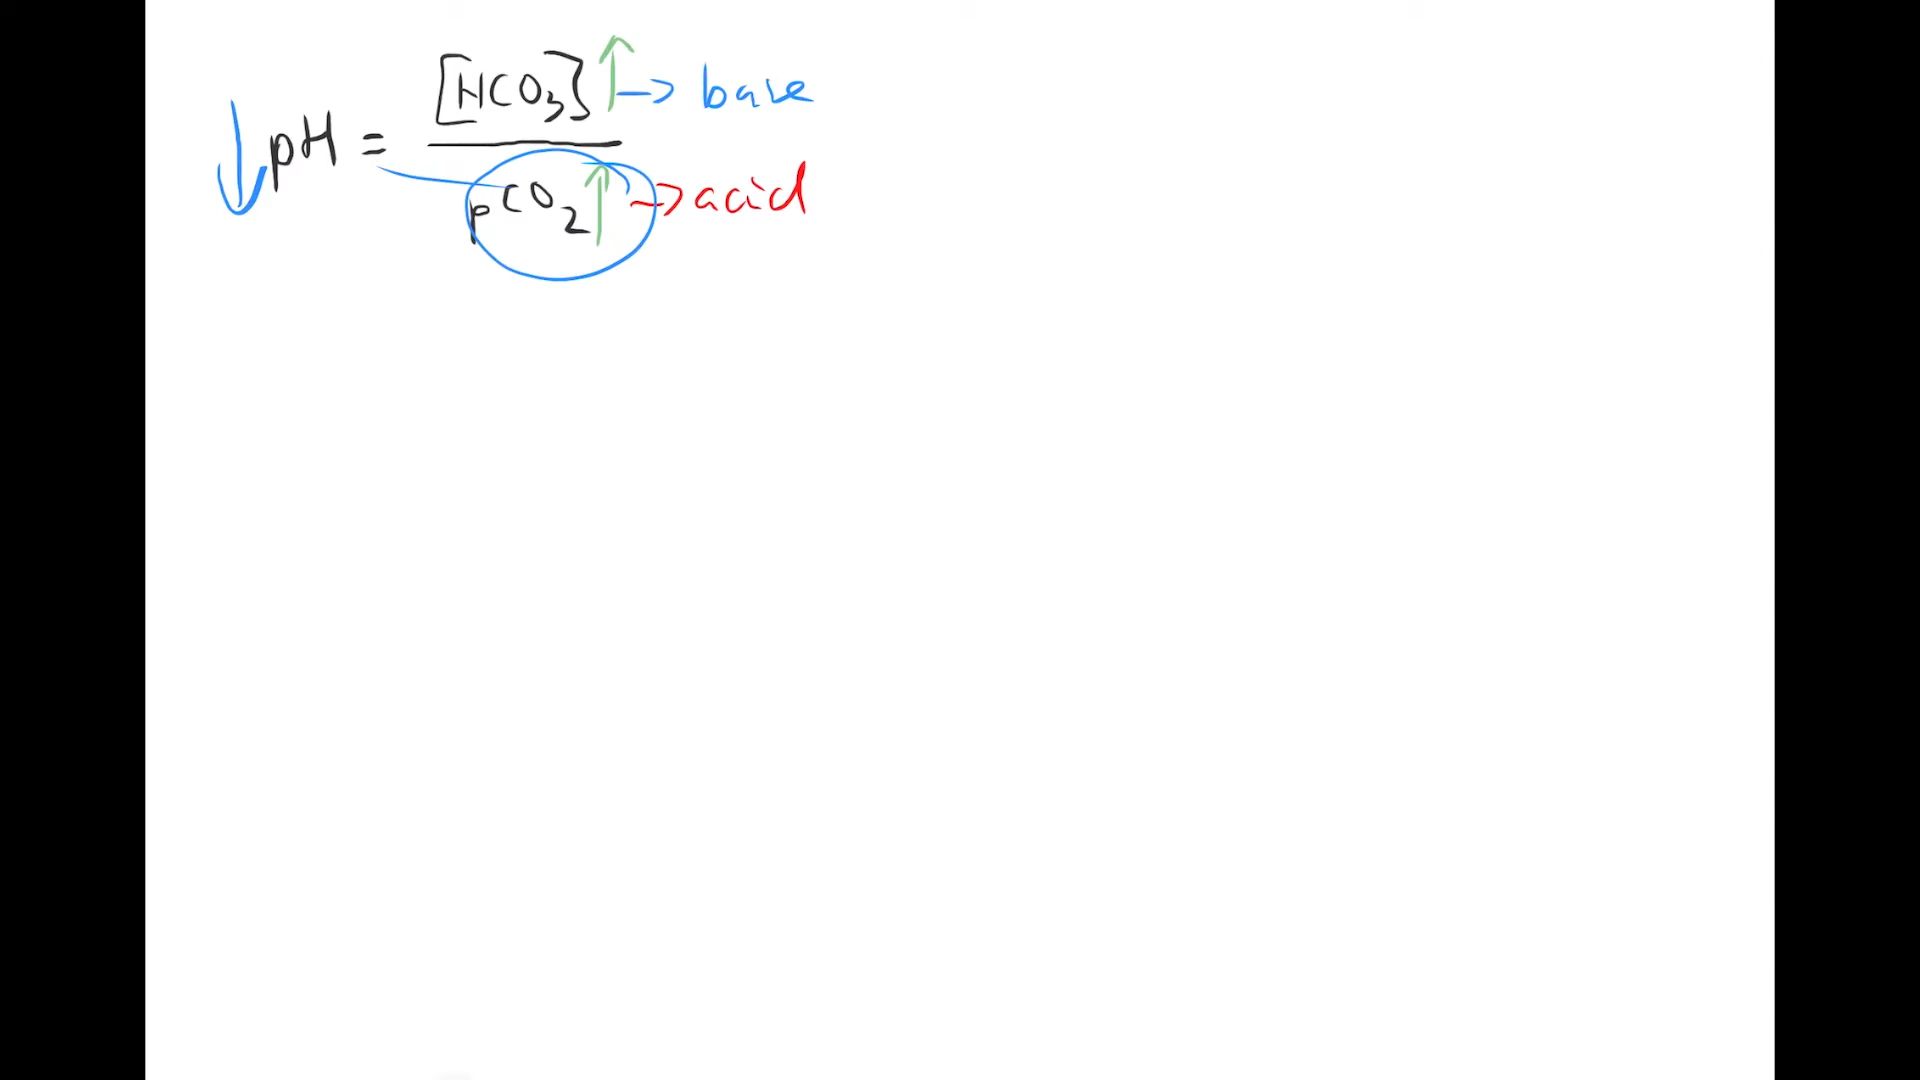 [HCO3] ↑ → base
↓ pH =
pCO2 ↑ → acid